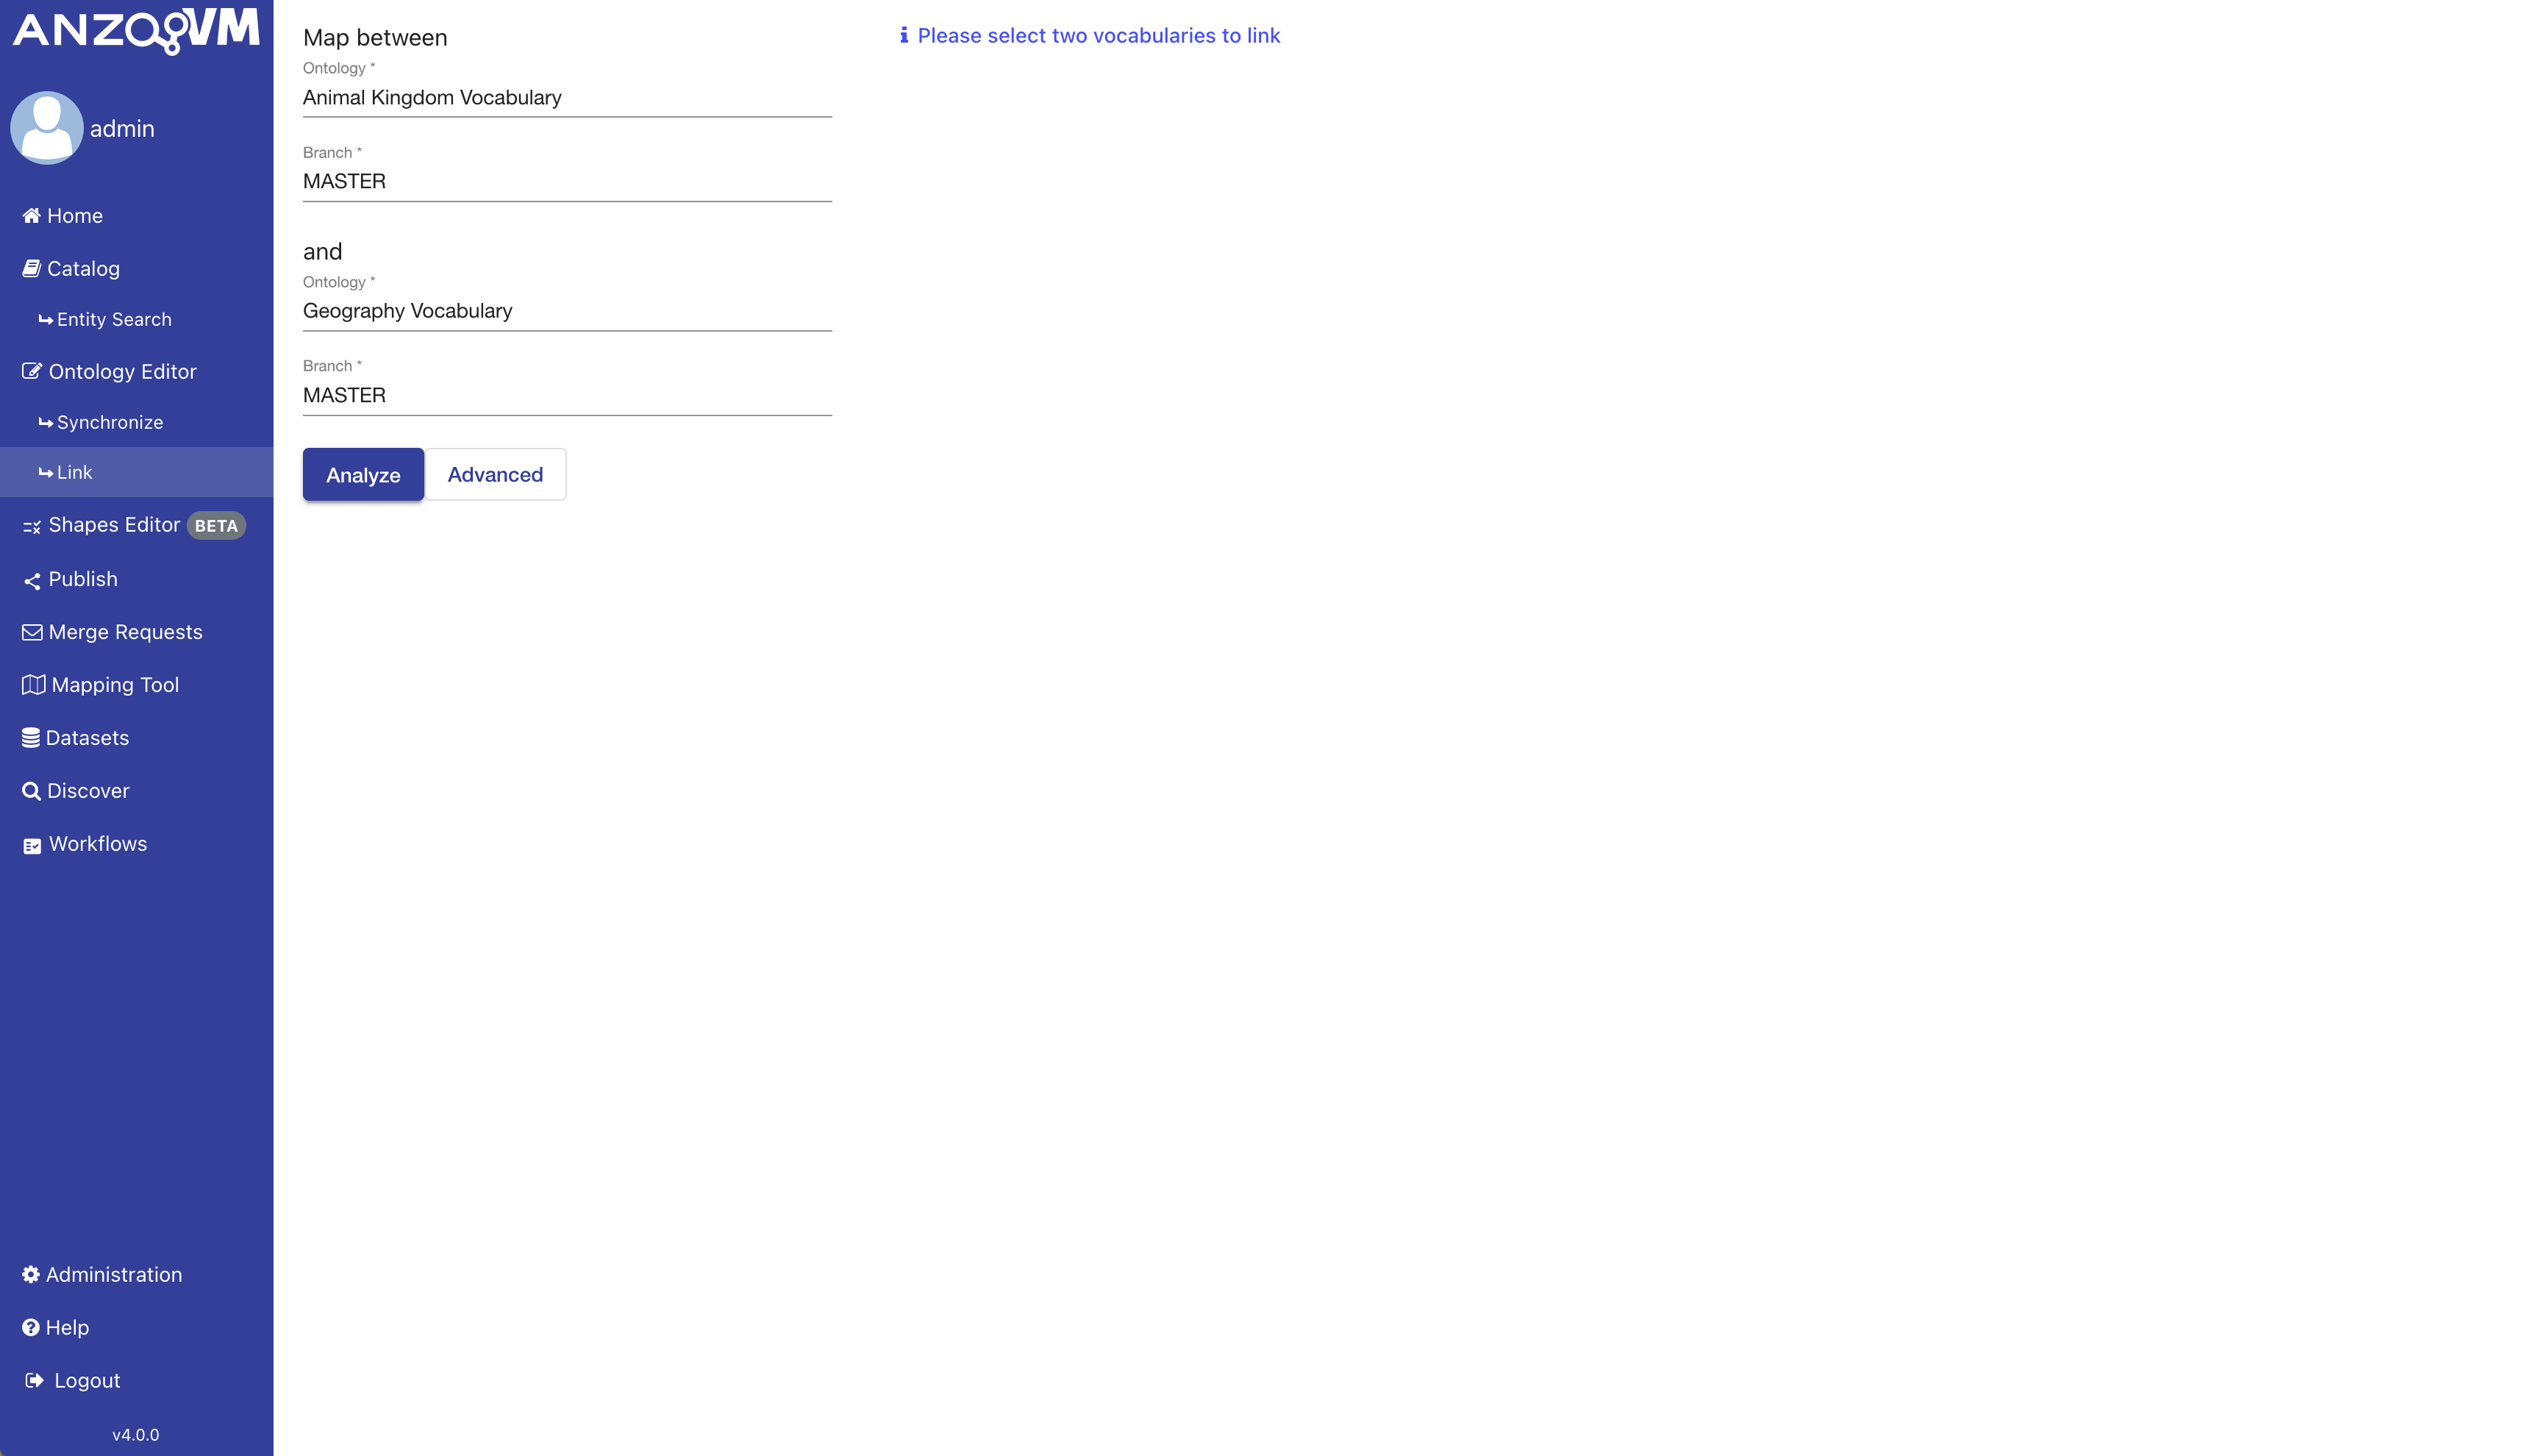 ANZO VM
admin
Home
Catalog
Entity Search
Ontology Editor
Synchronize
Link
Shapes Editor BETA
Publish
Merge Requests
Mapping Tool
Datasets
Discover
Workflows
Administration
Help
Logout
v4.0.0
Map between
Ontology *
Animal Kingdom Vocabulary
Branch *
MASTER
and
Ontology *
Geography Vocabulary
Branch *
MASTER
Analyze Advanced
Please select two vocabularies to link